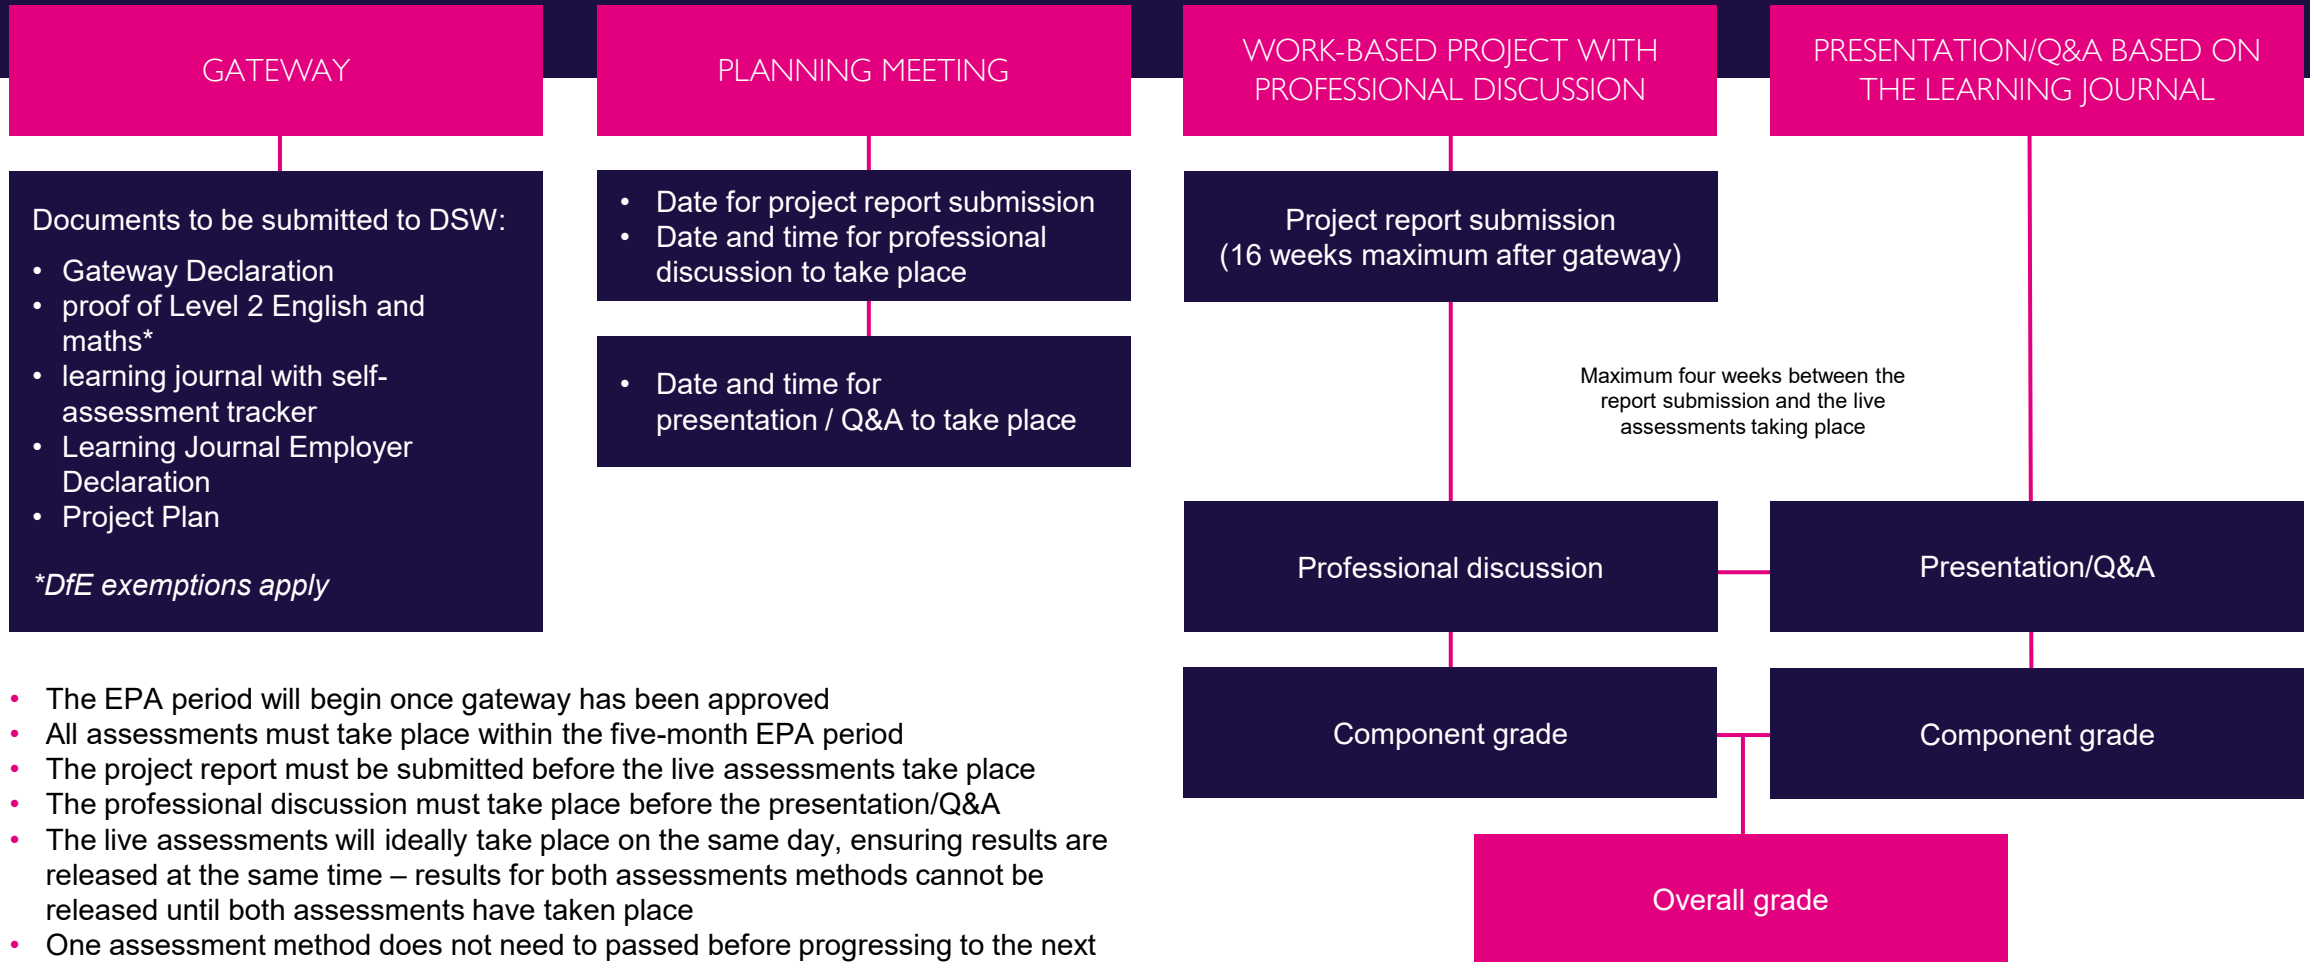 GATEWAY
Documents to be submitted to DSW:
• Gateway Declaration
• proof of Level 2 English and
maths*
• learning journal with self-
assessment tracker
• Learning Journal Employer
Declaration
• Project Plan
*DfE exemptions apply
PLANNING MEETING
• Date for project report submission
• Date and time for professional
discussion to take place
• Date and time for
presentation / Q&A to take place
WORK-BASED PROJECT WITH
PROFESSIONAL DISCUSSION
Project report submission
(16 weeks maximum after gateway)
PRESENTATION/Q&A BASED ON
THE LEARNING JOURNAL
Maximum four weeks between the
report submission and the live
assessments taking place
Professional discussion
Presentation/Q&A
Component grade
Component grade
Overall grade
• The EPA period will begin once gateway has been approved
• All assessments must take place within the five-month EPA period
• The project report must be submitted before the live assessments take place
• The professional discussion must take place before the presentation/Q&A
• The live assessments will ideally take place on the same day, ensuring results are
released at the same time – results for both assessments methods cannot be
released until both assessments have taken place
• One assessment method does not need to passed before progressing to the next